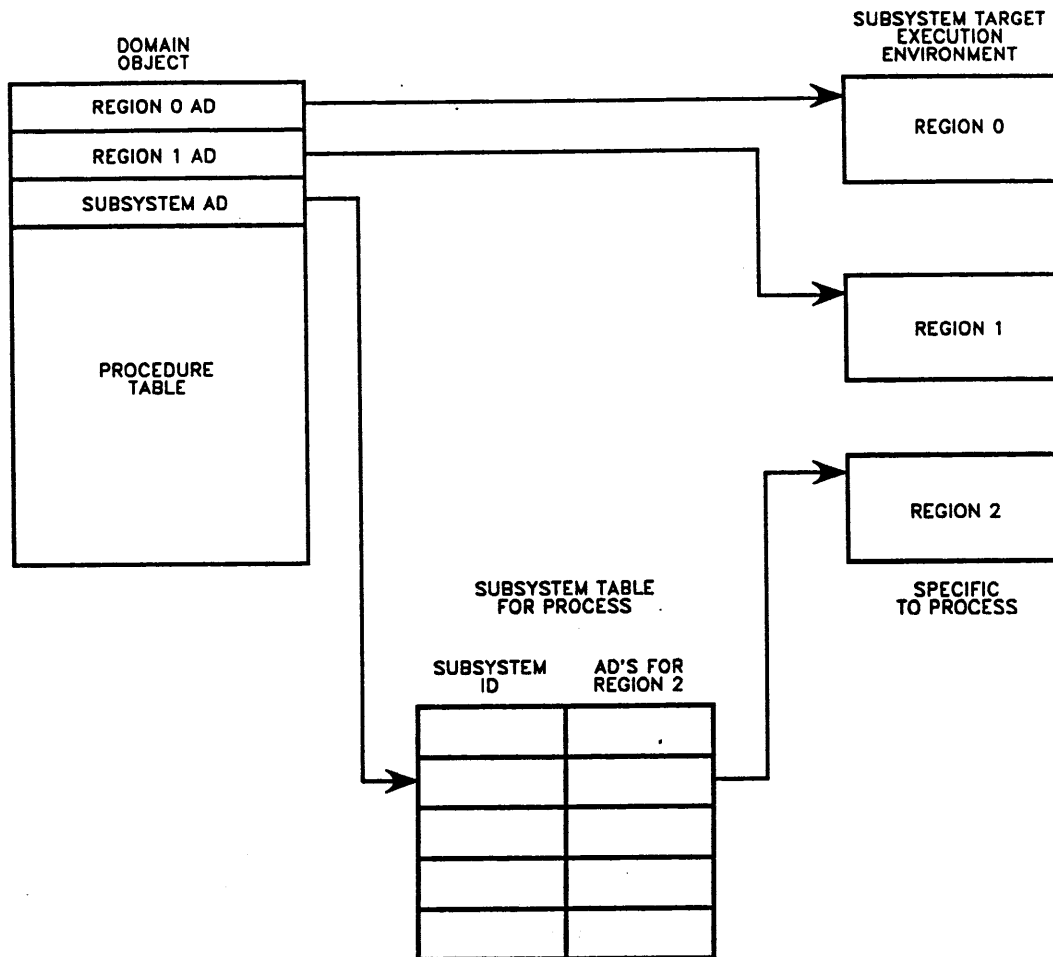 DOMAIN
OBJECT
REGION 0 AD
REGION 1 AD
SUBSYSTEM AD
PROCEDURE
TABLE
SUBSYSTEM TARGET
EXECUTION
ENVIRONMENT
REGION 0
REGION 1
REGION 2
SPECIFIC
TO PROCESS
SUBSYSTEM TABLE
FOR PROCESS
SUBSYSTEM
ID
AD'S FOR
REGION 2